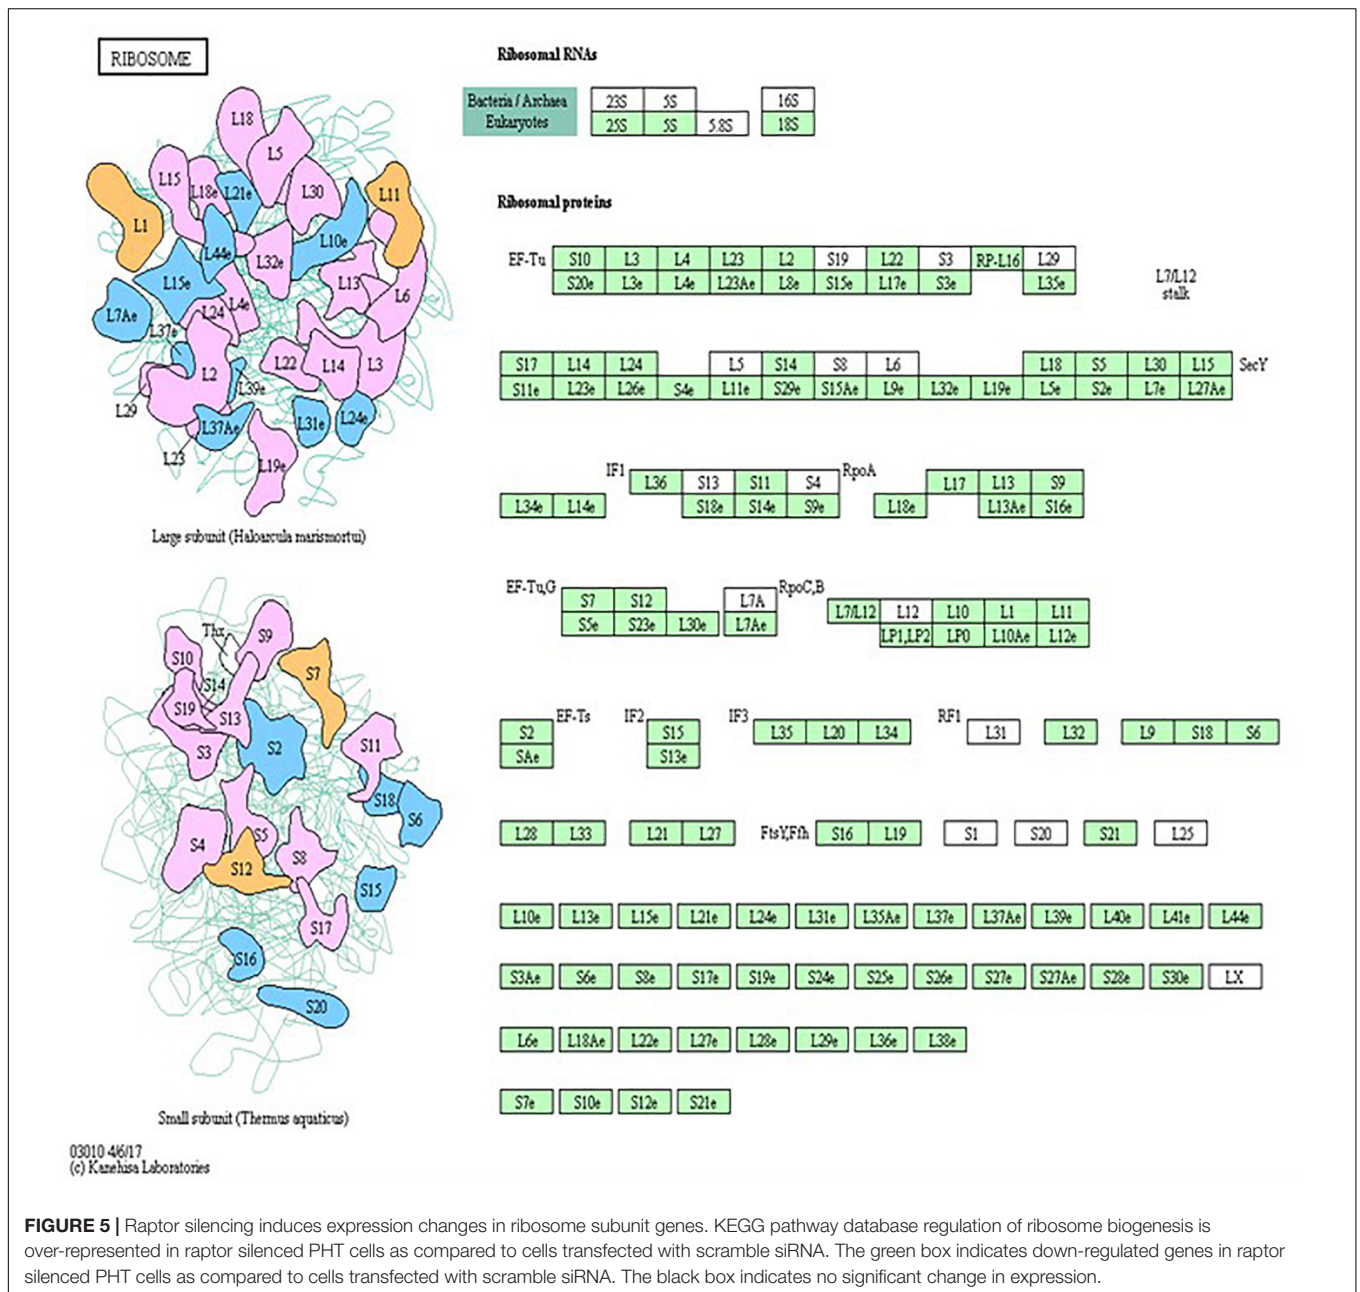 RIBOSOME
Ribosomal RNAs
Bacteria / Archaea 23S 5S 16S
Eukaryotes 25S 5S 5.8S 18S
Ribosomal proteins
EF-Tu S10 L3 L4 L23 L2 S19 L22 S3 RP-L16 L29
S20e L3e L4e L23Ae L8e S15e L17e S3e L35e
L7/L12
stalk
S17 L14 L24 L5 S14 S8 L6 L18 S5 L30 L15 SecY
S11e L23e L26e S4e L11e S29e S15Ae L9e L32e L19e L5e S2e L7e L27Ae
IF1 L36 S13 S11 S4 RpoA L17 L13 S9
L34e L14e S18e S14e S9e L18e L13Ae S16e
EF-Tu,G S7 S12 L7A RpoC,B L7/L12 L12 L10 L1 L11
S5e S23e L30e L7Ae LP1,LP2 LP0 L10Ae L12e
S2 EF-Ts IF2 S15 IF3 L35 L20 L34 RF1 L31 L32 L9 S18 S6
SAe S13e
L28 L33 L21 L27 FtsY,Ffh S16 L19 S1 S20 S21 L25
L10e L13e L15e L21e L24e L31e L35Ae L37e L37Ae L39e L40e L41e L44e
S3Ae S6e S8e S17e S19e S24e S25e S26e S27e S27Ae S28e S30e LX
L6e L18Ae L22e L27e L28e L29e L36e L38e
S7e S10e S12e S21e
L18
L5
L15
L18e
L21e
L30
L11
L1
L44e
L10e
L32e
L15e
L13
L6
L7Ae
L24
L4e
L37e
L2
L22
L14
L3
L39e
L29
L37Ae
L31e
L24e
L23
L19e
Large subunit (Haloarcula marismortui)
Thx
S9
S10
S14
S7
S19
S13
S3
S2
S11
S18
S6
S4
S5
S12
S8
S15
S17
S16
S20
Small subunit (Thermus aquaticus)
03010 4/6/17
(c) Kanehisa Laboratories
FIGURE 5 | Raptor silencing induces expression changes in ribosome subunit genes. KEGG pathway database regulation of ribosome biogenesis is
over-represented in raptor silenced PHT cells as compared to cells transfected with scramble siRNA. The green box indicates down-regulated genes in raptor
silenced PHT cells as compared to cells transfected with scramble siRNA. The black box indicates no significant change in expression.